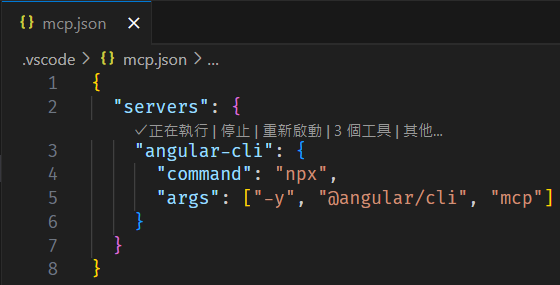 {} mcp.json ×
.vscode > {} mcp.json > ...
1 {
2 "servers": {
✓正在執行 | 停止 | 重新啟動 | 3 個工具 | 其他...
3 "angular-cli": {
4 "command": "npx",
5 "args": ["-y", "@angular/cli", "mcp"]
6 }
7 }
8 }